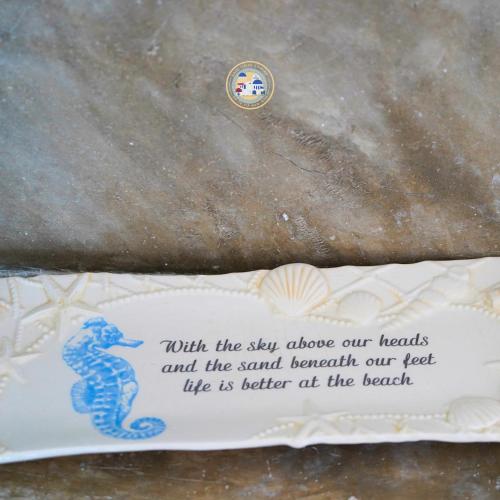 With the sky above our heads
and the sand beneath our feet
life is better at the beach